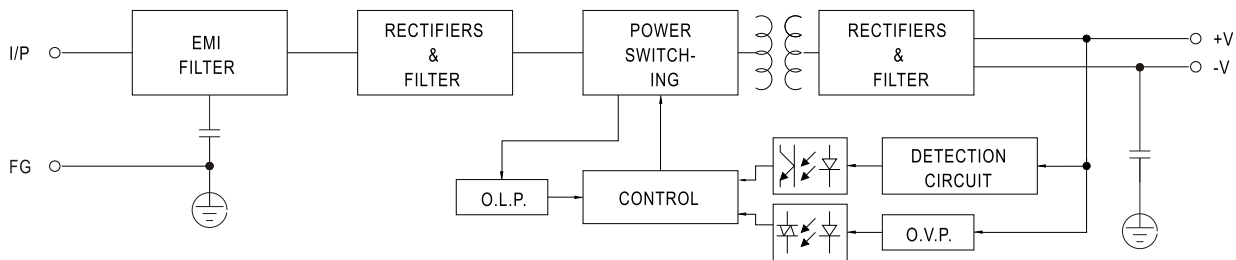 I/P
EMI
FILTER
RECTIFIERS
&
FILTER
POWER
SWITCH-
ING
RECTIFIERS
&
FILTER
+V
-V
FG
O.L.P.
CONTROL
DETECTION
CIRCUIT
O.V.P.